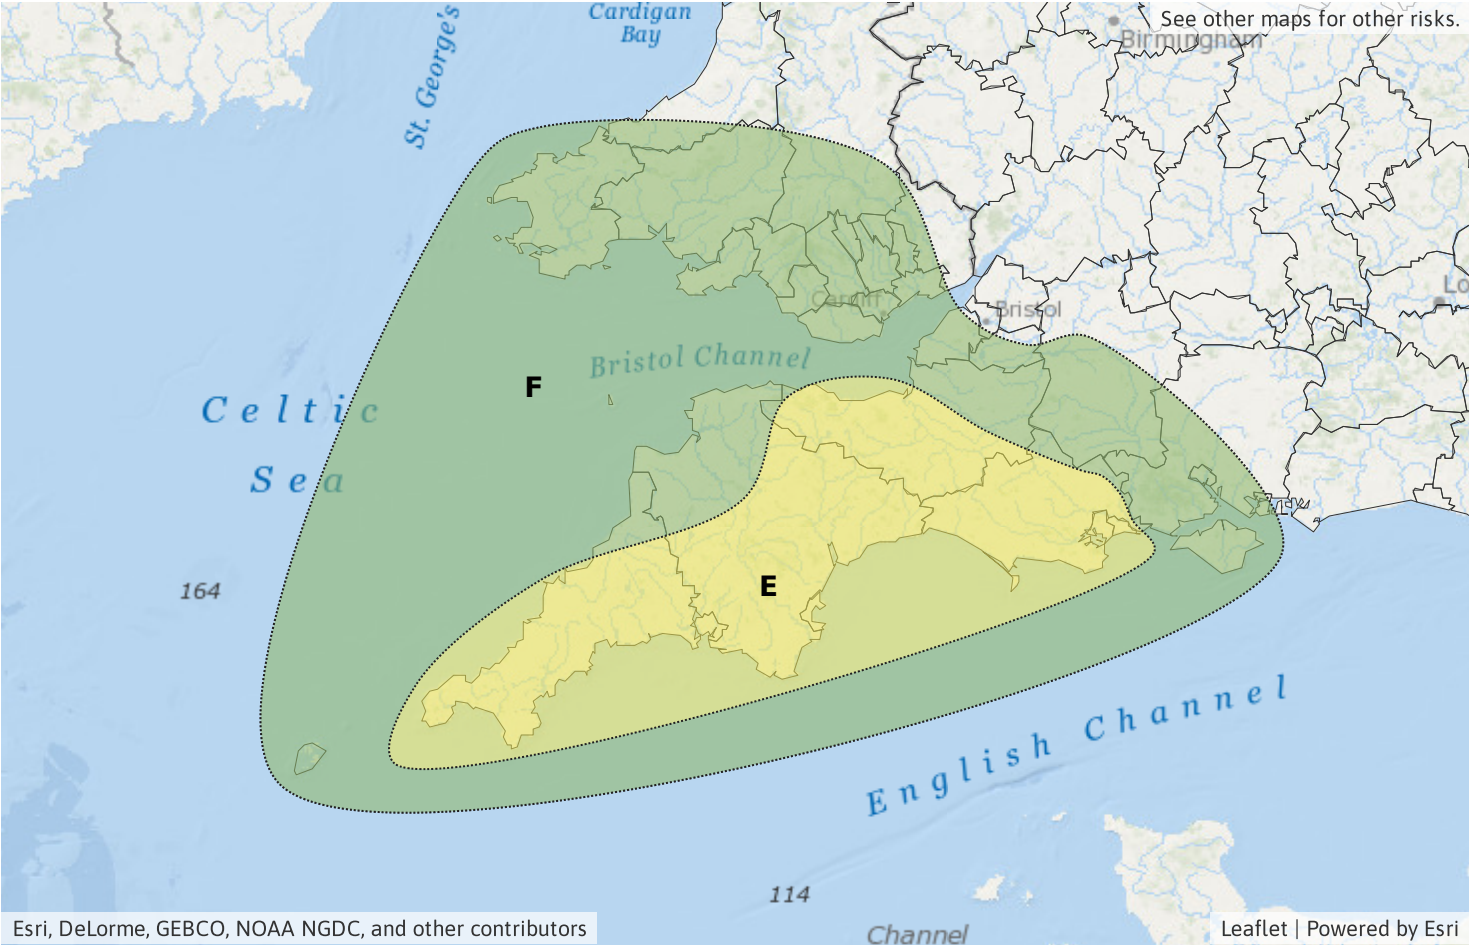 See other maps for other risks.
Cardigan
Bay
Birmingham
St. George's
Lo
Cardiff
Bristol
Bristol Channel
F
Celtic
Sea
164
E
English Channel
114
Channel
Esri, DeLorme, GEBCO, NOAA NGDC, and other contributors
Leaflet | Powered by Esri